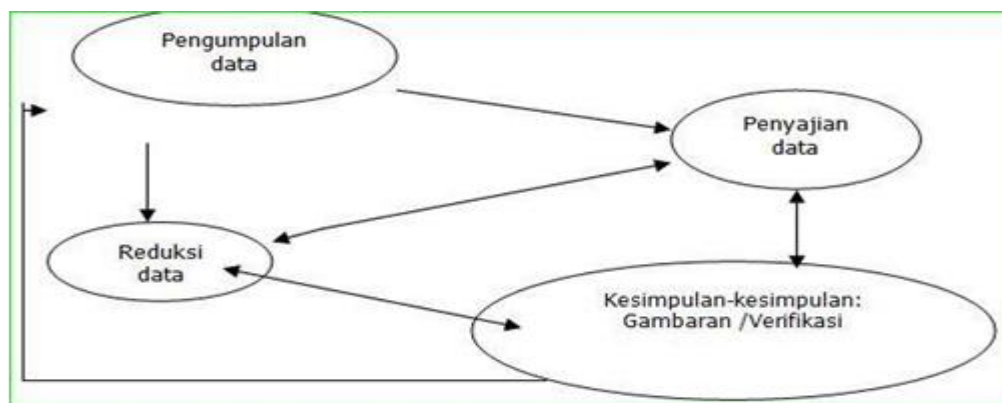 Pengumpulan
data
Penyajian
data
Reduksi
data
Kesimpulan-kesimpulan:
Gambaran /Verifikasi